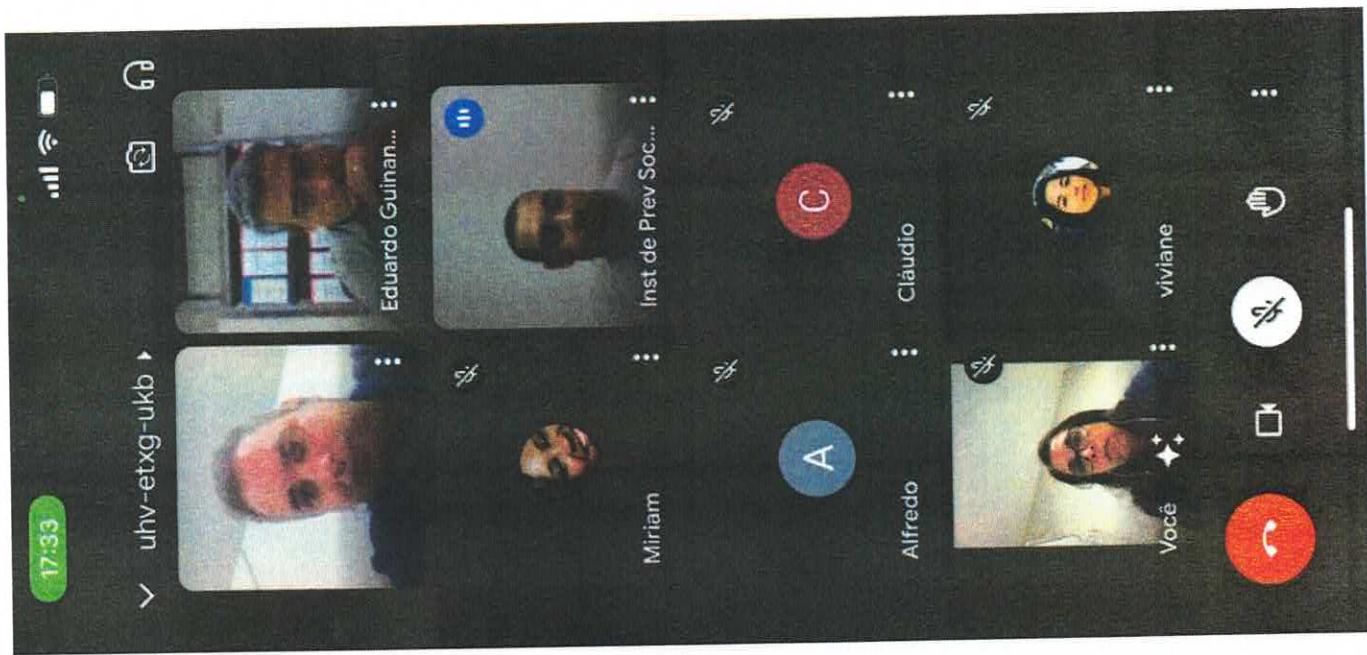 17:33
uhv-etxg-ukb
Eduardo Guinan...
Miriam
Inst de Prev Soc...
A
Alfredo
C
Cláudio
Você
viviane